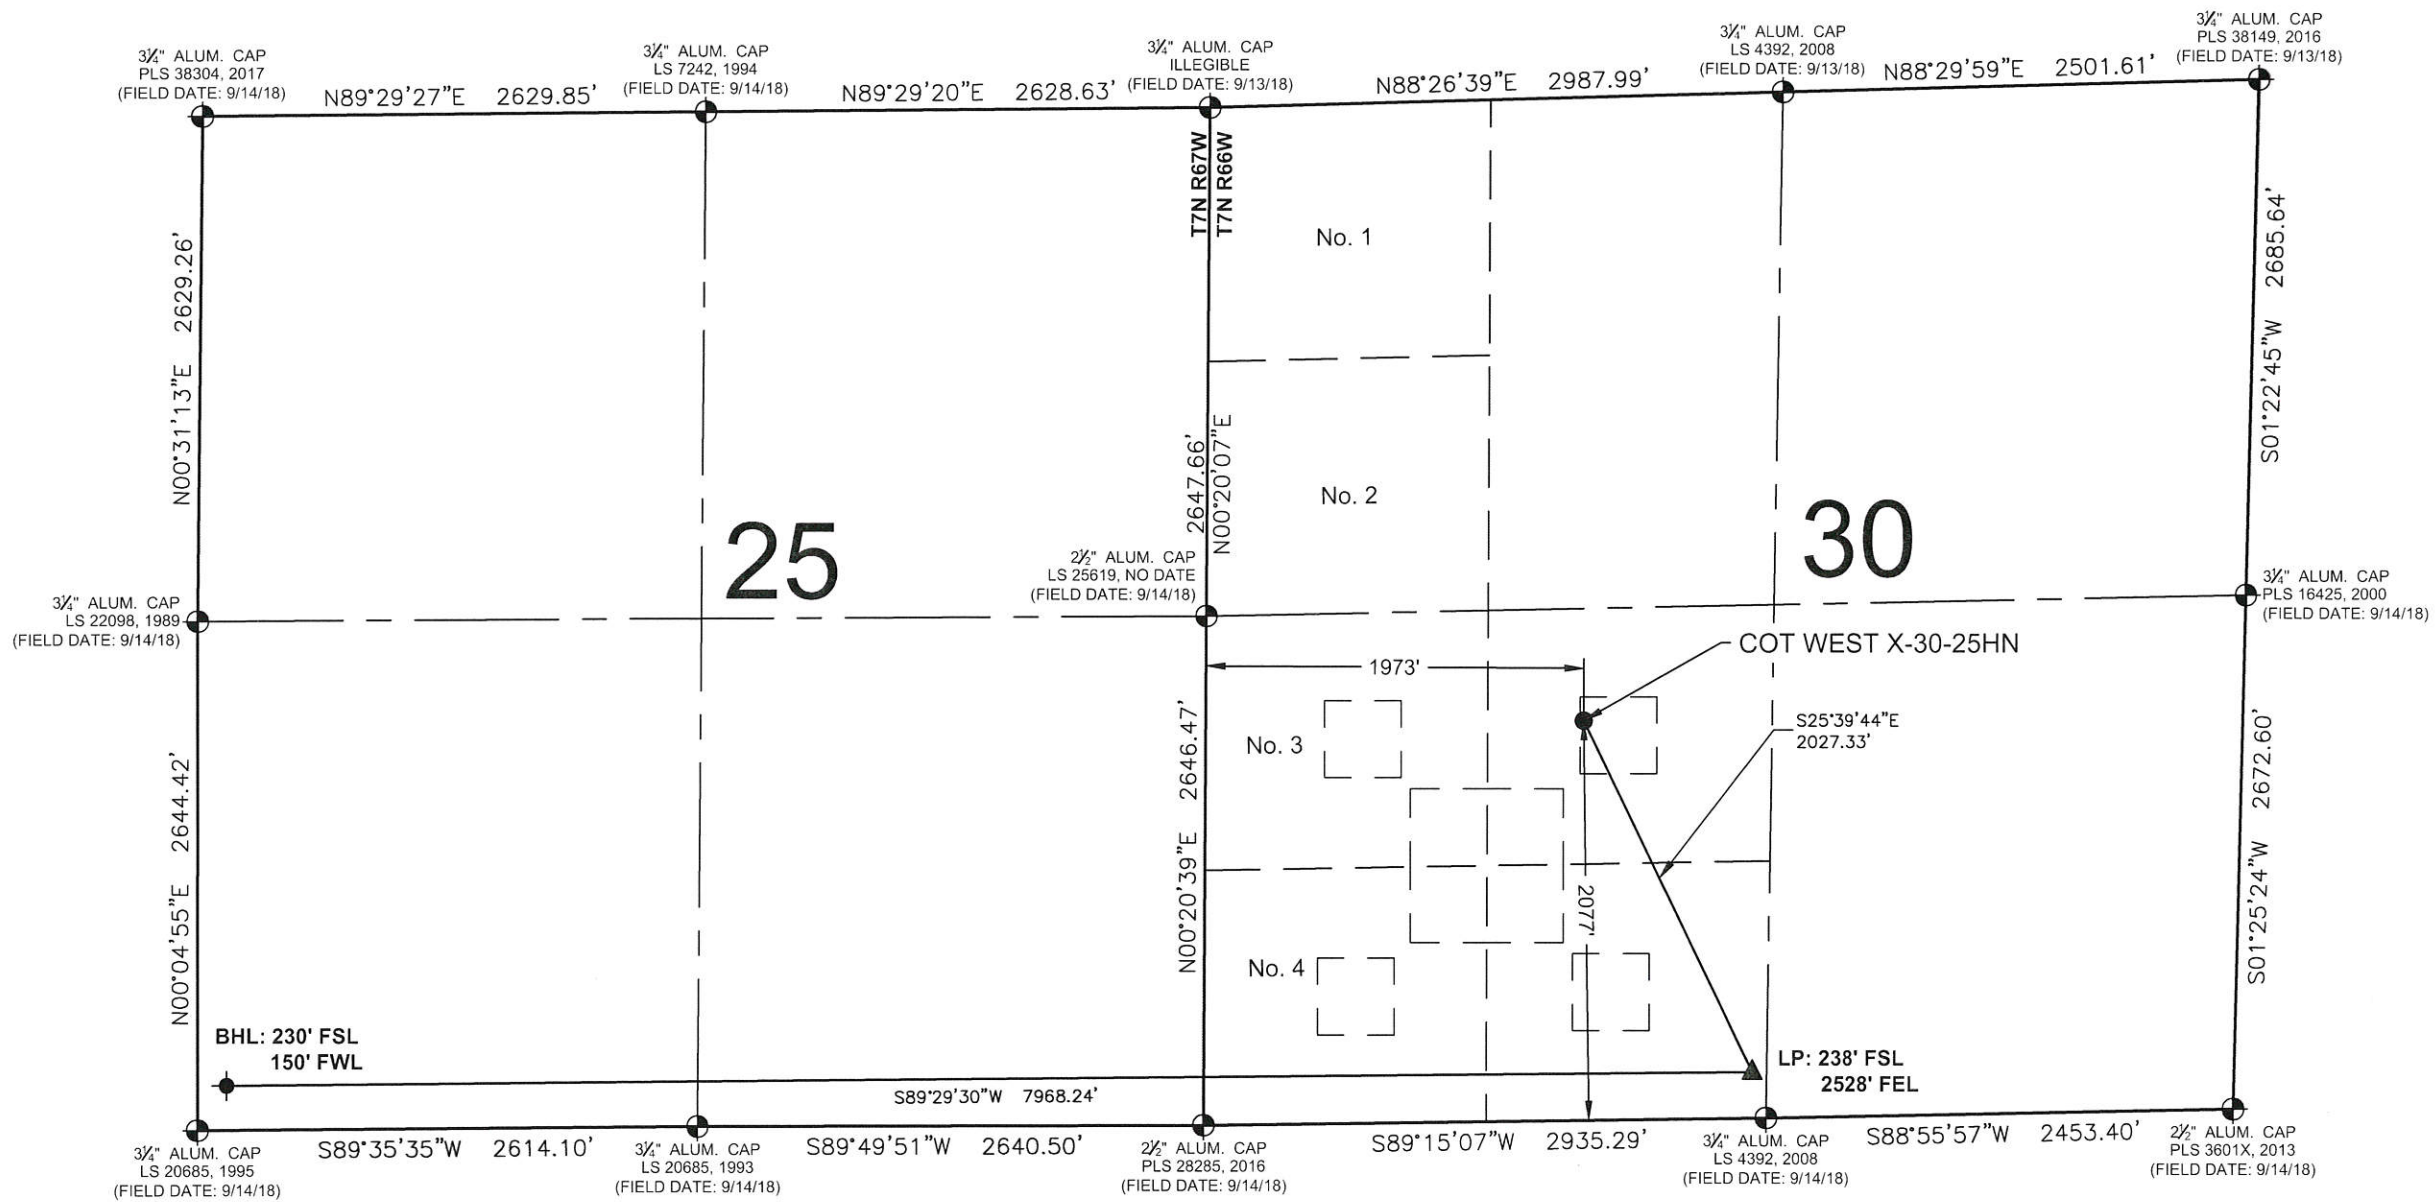 3¼" ALUM. CAP
PLS 38304, 2017
(FIELD DATE: 9/14/18)
N89°29'27"E 2629.85'
3¼" ALUM. CAP
LS 7242, 1994
(FIELD DATE: 9/14/18)
N89°29'20"E 2628.63'
3¼" ALUM. CAP
ILLEGIBLE
(FIELD DATE: 9/13/18)
N88°26'39"E 2987.99'
3¼" ALUM. CAP
LS 4392, 2008
(FIELD DATE: 9/13/18)
N88°29'59"E 2501.61'
3¼" ALUM. CAP
PLS 38149, 2016
(FIELD DATE: 9/13/18)
N00°31'13"E 2629.26'
T7N R67W
T7N R66W
No. 1
S01°22'45"W 2685.64'
2647.66'
N00°20'07"E
No. 2
25
30
3¼" ALUM. CAP
LS 22098, 1989
(FIELD DATE: 9/14/18)
2½" ALUM. CAP
LS 25619, NO DATE
(FIELD DATE: 9/14/18)
3¼" ALUM. CAP
PLS 16425, 2000
(FIELD DATE: 9/14/18)
COT WEST X-30-25HN
1973'
N00°04'55"E 2644.42'
N00°20'39"E 2646.47'
No. 3
S25°39'44"E
2027.33'
S01°25'24"W 2672.60'
2077'
No. 4
BHL: 230' FSL
150' FWL
LP: 238' FSL
2528' FEL
S89°29'30"W 7968.24'
3¼" ALUM. CAP
LS 20685, 1995
(FIELD DATE: 9/14/18)
S89°35'35"W 2614.10'
3¼" ALUM. CAP
LS 20685, 1993
(FIELD DATE: 9/14/18)
S89°49'51"W 2640.50'
2½" ALUM. CAP
PLS 28285, 2016
(FIELD DATE: 9/14/18)
S89°15'07"W 2935.29'
3¼" ALUM. CAP
LS 4392, 2008
(FIELD DATE: 9/14/18)
S88°55'57"W 2453.40'
2½" ALUM. CAP
PLS 3601X, 2013
(FIELD DATE: 9/14/18)